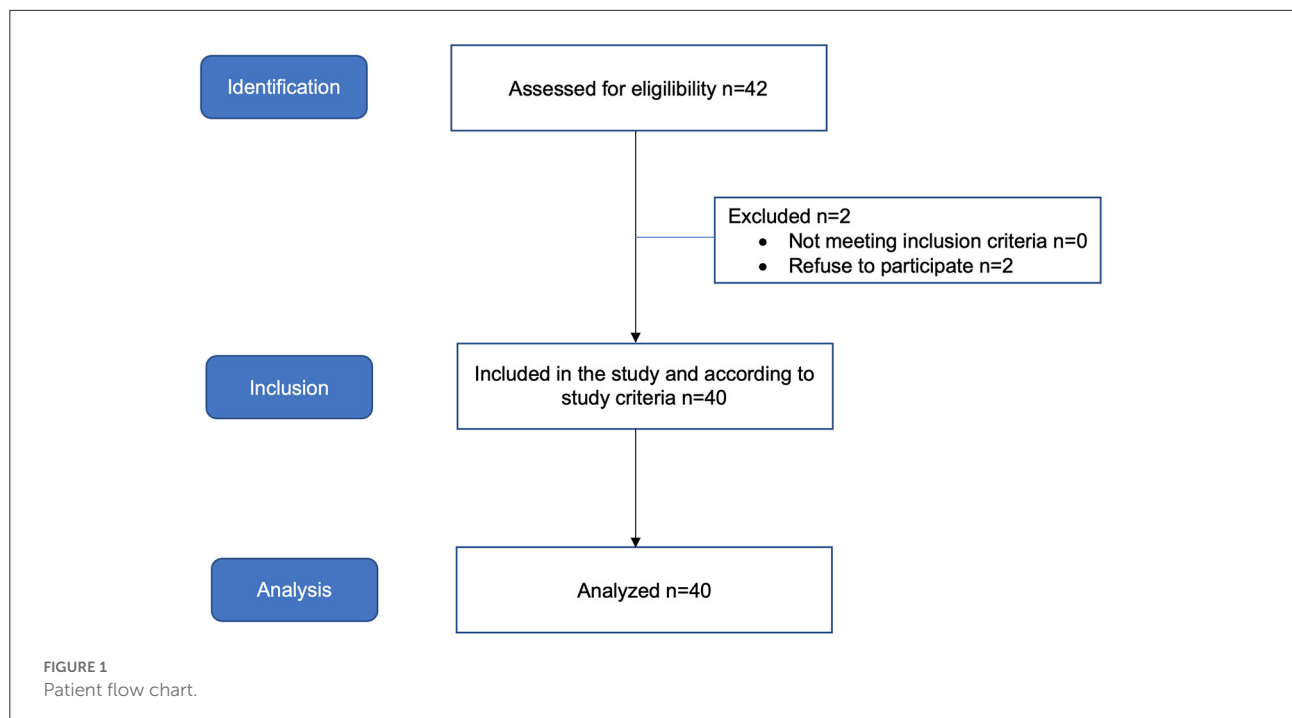 Identification
Assessed for eligilibility n=42
Excluded n=2
• Not meeting inclusion criteria n=0
• Refuse to participate n=2
Inclusion
Included in the study and according to
study criteria n=40
Analysis
Analyzed n=40
FIGURE 1
Patient flow chart.